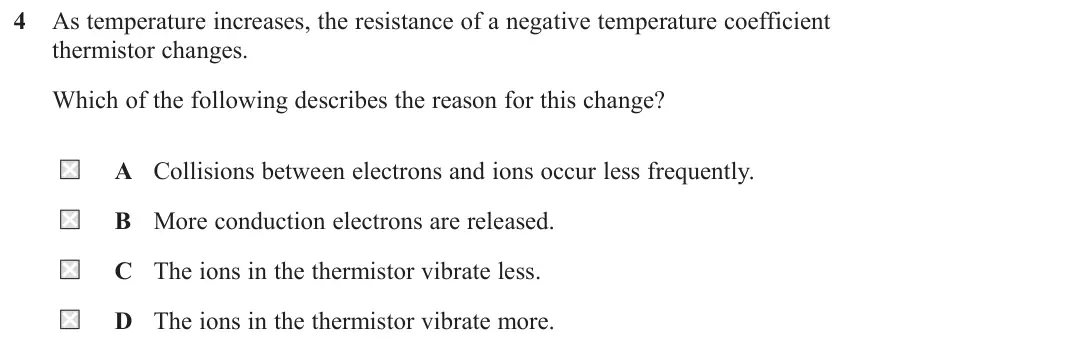 4 As temperature increases, the resistance of a negative temperature coefficient
thermistor changes.
Which of the following describes the reason for this change?
A Collisions between electrons and ions occur less frequently.
B More conduction electrons are released.
C The ions in the thermistor vibrate less.
D The ions in the thermistor vibrate more.